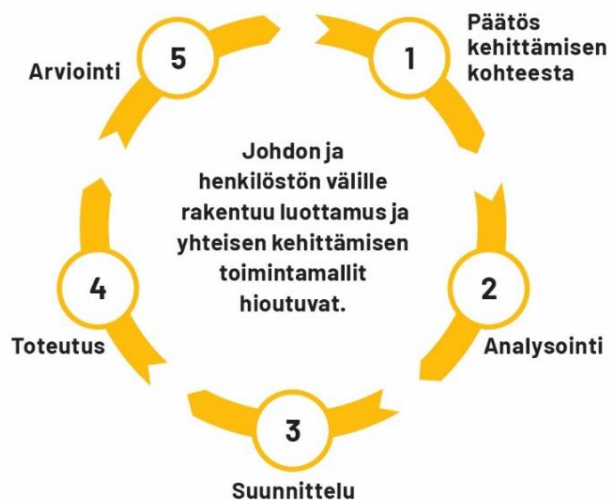 1
Päätös
kehittämisen
kohteesta
2
Analysointi
3
Suunnittelu
4
Toteutus
5
Arviointi
Johdon ja
henkilöstön välille
rakentuu luottamus ja
yhteisen kehittämisen
toimintamallit
hioutuvat.